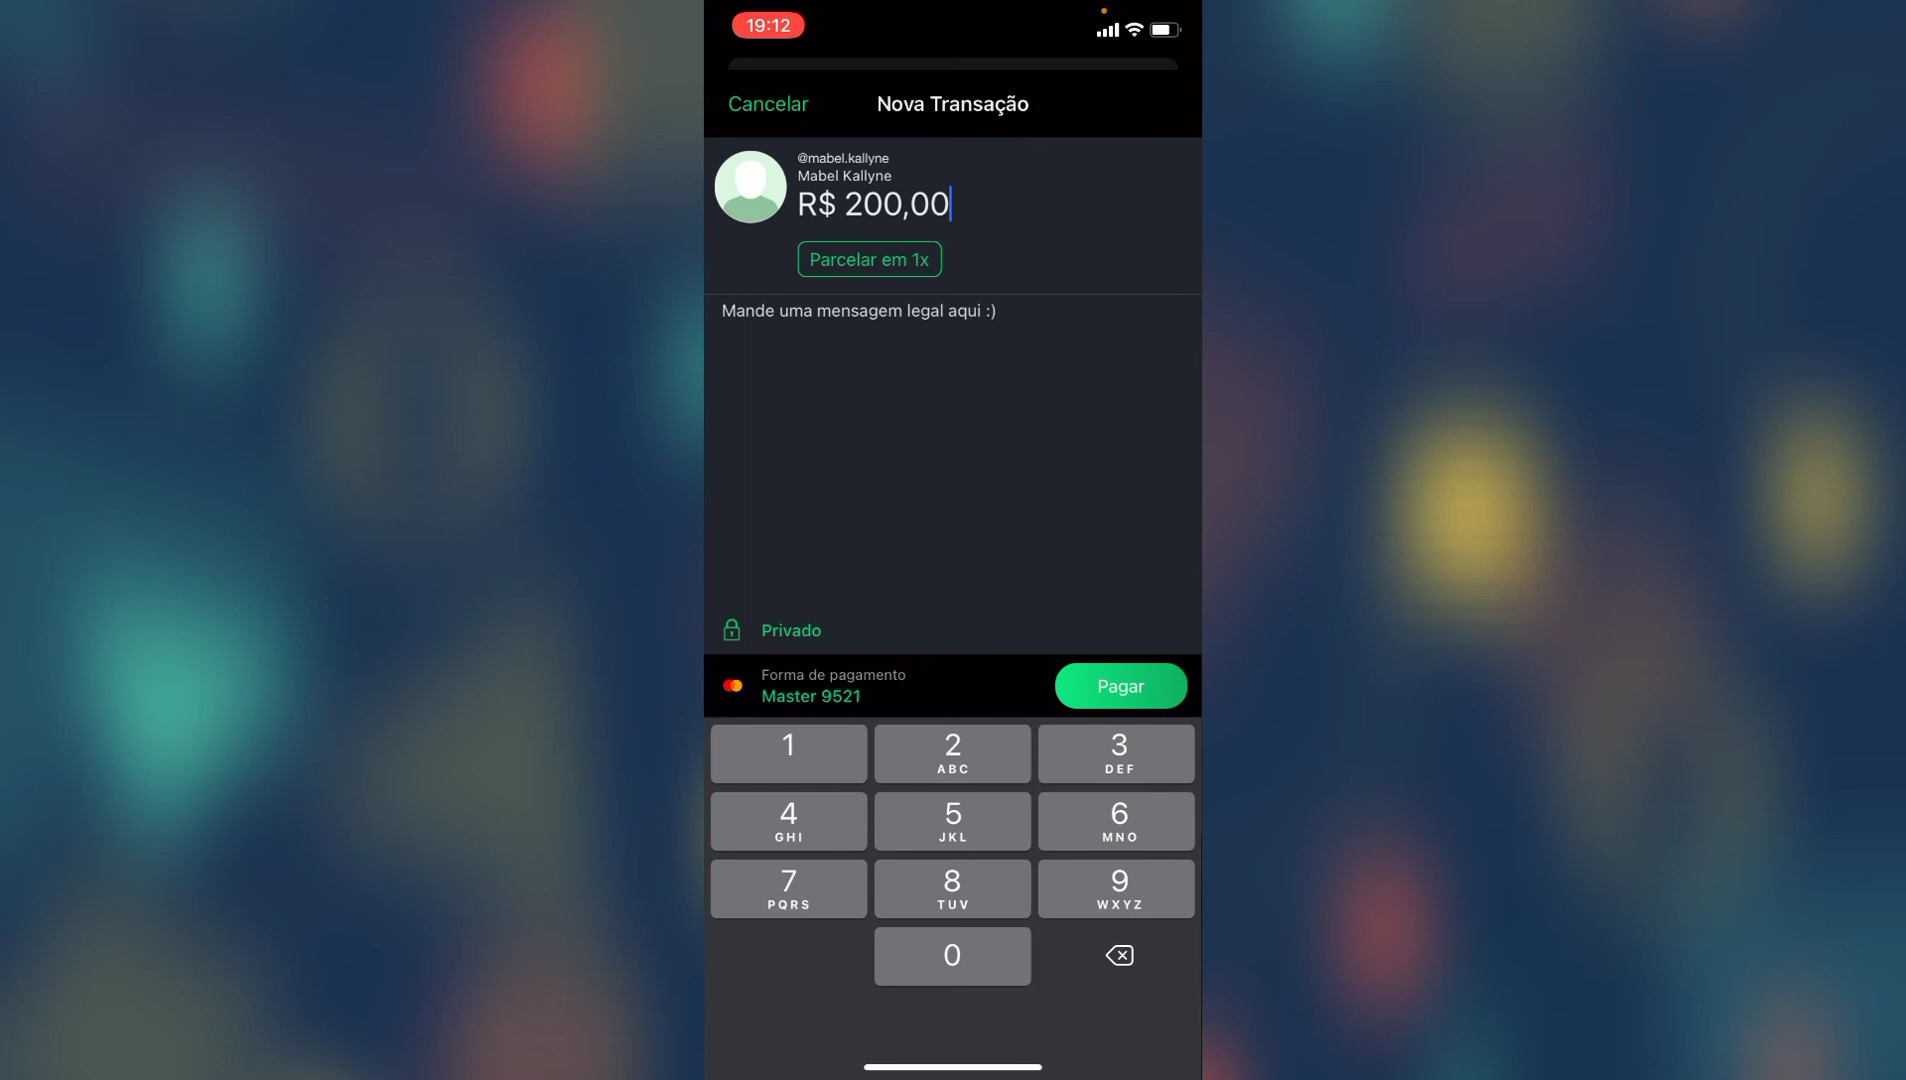 19:12
Cancelar
Nova Transação
@mabel.kallyne
Mabel Kallyne
R$ 200,00
Parcelar em 1x
Mande uma mensagem legal aqui :)
Privado
Forma de pagamento
Master 9521
Pagar
1
2
3
ABC
DEF
4
5
6
GHI
JKL
MNO
7
8
9
PQRS
TUV
WXYZ
0